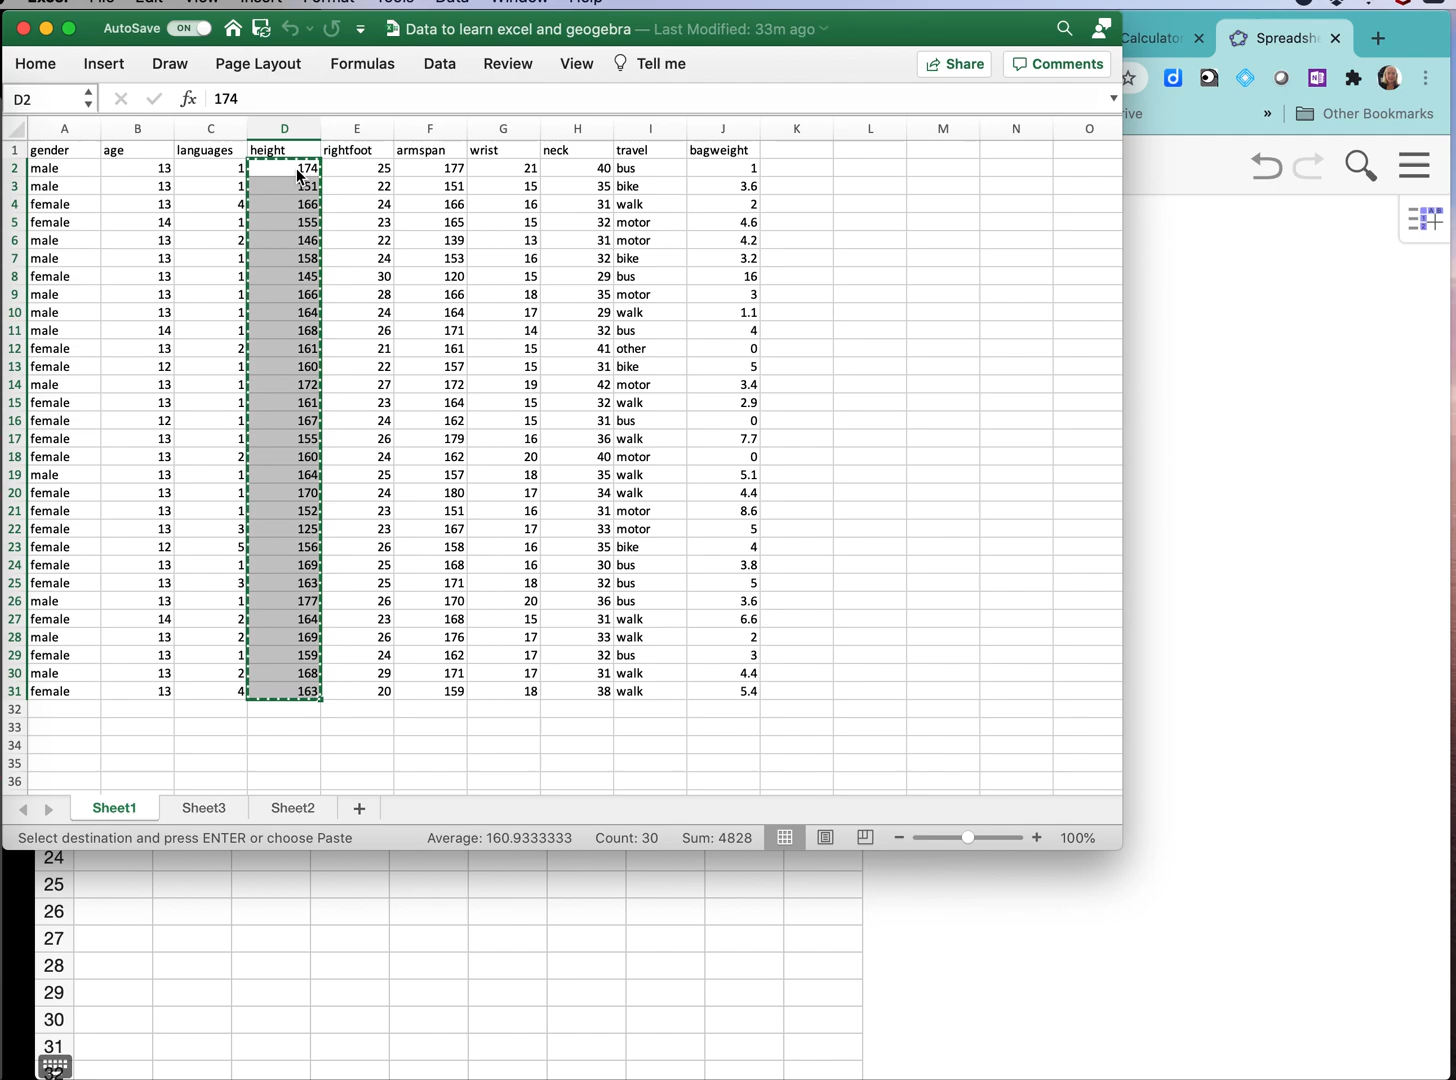 AutoSave ON Data to learn excel and geogebra — Last Modified: 33m ago
Calculator Spreadshe
Home Insert Draw Page Layout Formulas Data Review View Tell me Share Comments
D2 fx 174
» Other Bookmarks
A B C D E F G H I J K L M N O
1 gender age languages height rightfoot armspan wrist neck travel bagweight
2 male 13 1 174 25 177 21 40 bus 1
3 male 13 1 151 22 151 15 35 bike 3.6
4 female 13 4 166 24 166 16 31 walk 2
5 female 14 1 155 23 165 15 32 motor 4.6
6 male 13 2 146 22 139 13 31 motor 4.2
7 male 13 1 158 24 153 16 32 bike 3.2
8 female 13 1 145 30 120 15 29 bus 16
9 male 13 1 166 28 166 18 35 motor 3
10 male 13 1 164 24 164 17 29 walk 1.1
11 male 14 1 168 26 171 14 32 bus 4
12 female 13 2 161 21 161 15 41 other 0
13 female 12 1 160 22 157 15 31 bike 5
14 male 13 1 172 27 172 19 42 motor 3.4
15 female 13 1 161 23 164 15 32 walk 2.9
16 female 12 1 167 24 162 15 31 bus 0
17 female 13 1 155 26 179 16 36 walk 7.7
18 female 13 2 160 24 162 20 40 motor 0
19 male 13 1 164 25 157 18 35 walk 5.1
20 female 13 1 170 24 180 17 34 walk 4.4
21 female 13 1 152 23 151 16 31 motor 8.6
22 female 13 3 125 23 167 17 33 motor 5
23 female 12 5 156 26 158 16 35 bike 4
24 female 13 1 169 25 168 16 30 bus 3.8
25 female 13 3 163 25 171 18 32 bus 5
26 male 13 1 177 26 170 20 36 bus 3.6
27 female 14 2 164 23 168 15 31 walk 6.6
28 male 13 2 169 26 176 17 33 walk 2
29 female 13 1 159 24 162 17 32 bus 3
30 male 13 2 168 29 171 17 31 walk 4.4
31 female 13 4 163 20 159 18 38 walk 5.4
32
33
34
35
36
Sheet1 Sheet3 Sheet2 +
Select destination and press ENTER or choose Paste Average: 160.9333333 Count: 30 Sum: 4828 100%
24
25
26
27
28
29
30
31